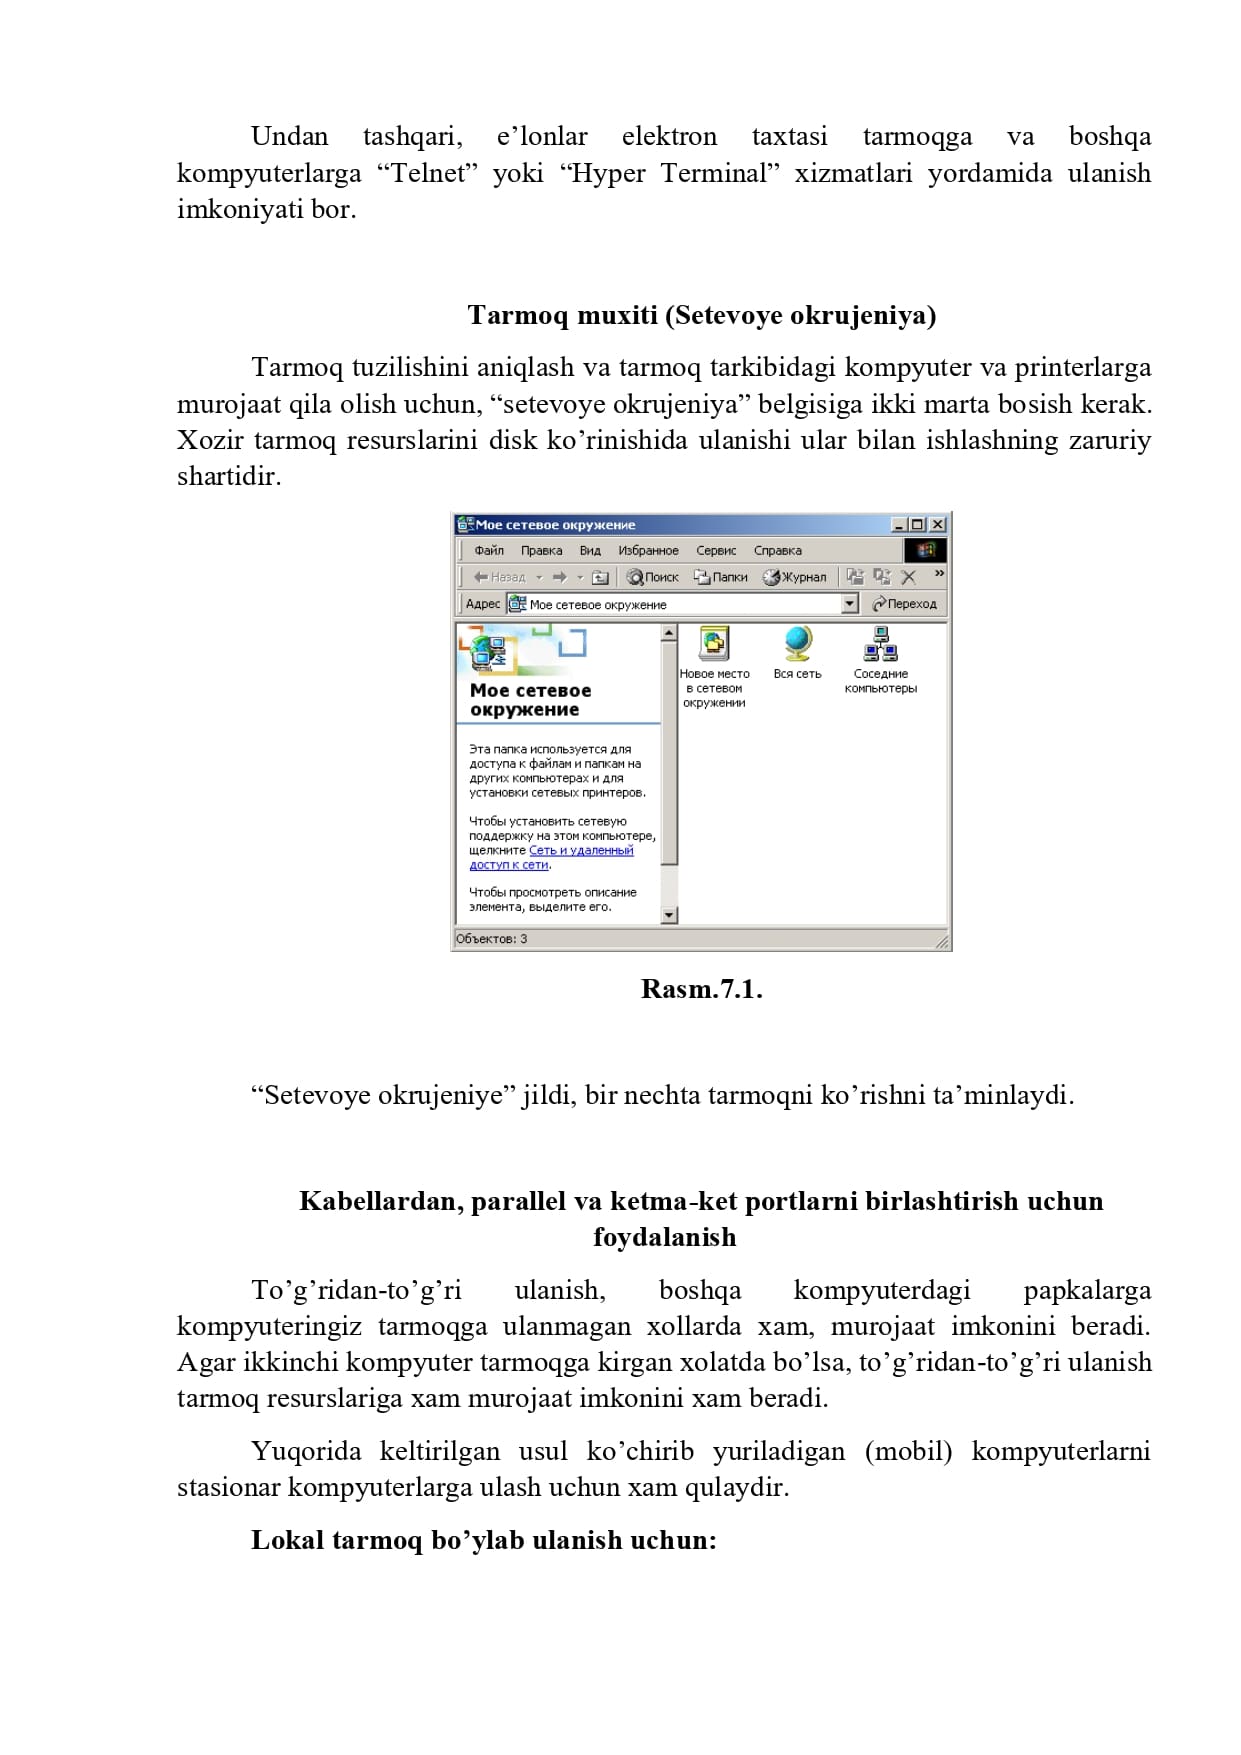 Undan tashqari, e’lonlar elektron taxtasi tarmoqga va boshqa
kompyuterlarga “Telnet” yoki “Hyper Terminal” xizmatlari yordamida ulanish
imkoniyati bor.
Tarmoq muxiti (Setevoye okrujeniya)
Tarmoq tuzilishini aniqlash va tarmoq tarkibidagi kompyuter va printerlarga
murojaat qila olish uchun, “setevoye okrujeniya” belgisiga ikki marta bosish kerak.
Xozir tarmoq resurslarini disk ko’rinishida ulanishi ular bilan ishlashning zaruriy
shartidir.
Мое сетевое окружение
Файл Правка Вид Избранное Сервис Справка
Назад Поиск Папки Журнал »
Адрес Мое сетевое окружение Переход
Мое сетевое
окружение
Эта папка используется для
доступа к файлам и папкам на
других компьютерах и для
установки сетевых принтеров.
Чтобы установить сетевую
поддержку на этом компьютере,
щелкните Сеть и удаленный
доступ к сети.
Чтобы просмотреть описание
элемента, выделите его.
Новое место
в сетевом
окружении
Вся сеть
Соседние
компьютеры
Объектов: 3
Rasm.7.1.
“Setevoye okrujeniye” jildi, bir nechta tarmoqni ko’rishni ta’minlaydi.
Kabellardan, parallel va ketma-ket portlarni birlashtirish uchun
foydalanish
To’g’ridan-to’g’ri ulanish, boshqa kompyuterdagi papkalarga
kompyuteringiz tarmoqga ulanmagan xollarda xam, murojaat imkonini beradi.
Agar ikkinchi kompyuter tarmoqga kirgan xolatda bo’lsa, to’g’ridan-to’g’ri ulanish
tarmoq resurslariga xam murojaat imkonini xam beradi.
Yuqorida keltirilgan usul ko’chirib yuriladigan (mobil) kompyuterlarni
stasionar kompyuterlarga ulash uchun xam qulaydir.
Lokal tarmoq bo’ylab ulanish uchun: